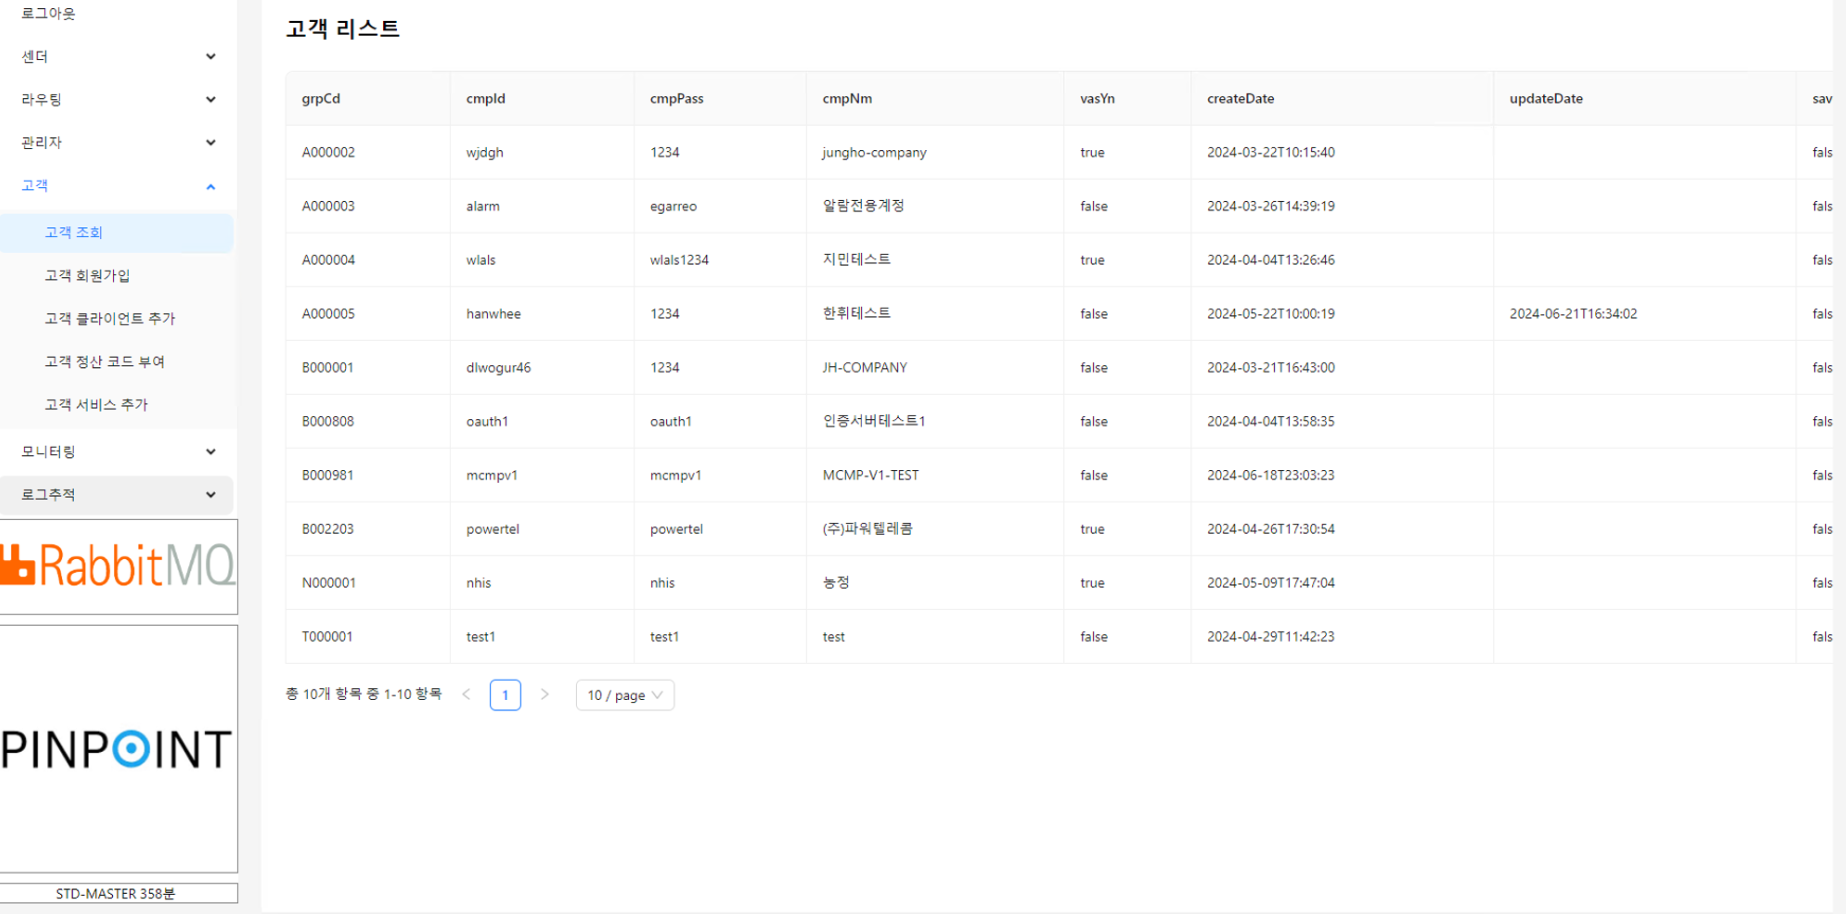 로그아웃
센더
라우팅
관리자
고객
고객 조회
고객 회원가입
고객 클라이언트 추가
고객 정산 코드 부여
고객 서비스 추가
모니터링
로그추적
RabbitMQ
PINPOINT
STD-MASTER 358분
고객 리스트
grpCd cmpId cmpPass cmpNm vasYn createDate updateDate sav
A000002 wjdgh 1234 jungho-company true 2024-03-22T10:15:40 fals
A000003 alarm egarreo 알람전용계정 false 2024-03-26T14:39:19 fals
A000004 wlals wlals1234 지민테스트 true 2024-04-04T13:26:46 fals
A000005 hanwhee 1234 한휘테스트 false 2024-05-22T10:00:19 2024-06-21T16:34:02 fals
B000001 dlwogur46 1234 JH-COMPANY false 2024-03-21T16:43:00 fals
B000808 oauth1 oauth1 인증서버테스트1 false 2024-04-04T13:58:35 fals
B000981 mcmpv1 mcmpv1 MCMP-V1-TEST false 2024-06-18T23:03:23 fals
B002203 powertel powertel (주)파워텔레콤 true 2024-04-26T17:30:54 fals
N000001 nhis nhis 농정 true 2024-05-09T17:47:04 fals
T000001 test1 test1 test false 2024-04-29T11:42:23 fals
총 10개 항목 중 1-10 항목 < 1 > 10 / page